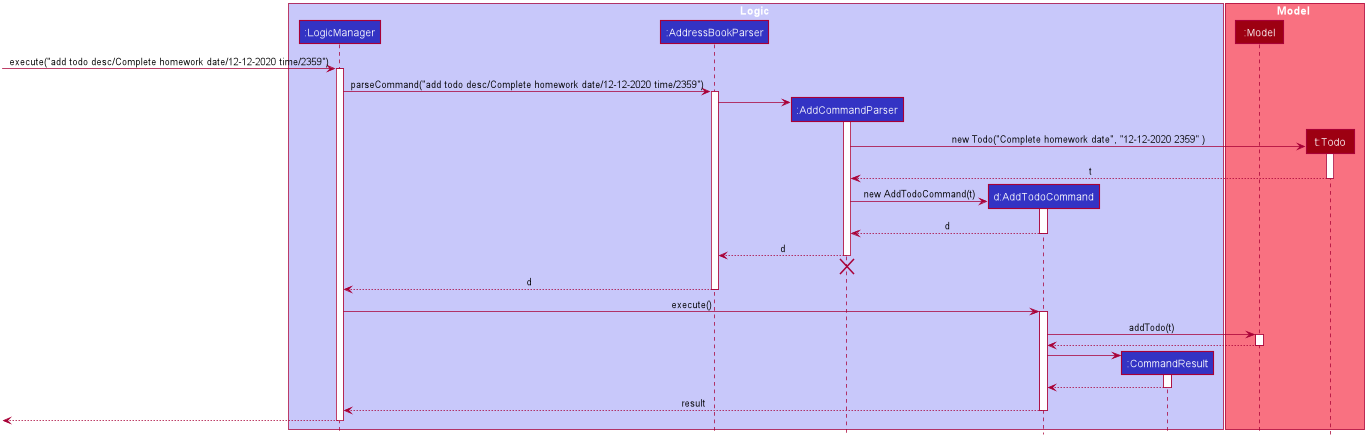 Logic
Model
:LogicManager
:AddressBookParser
:Model
execute("add todo desc/Complete homework date/12-12-2020 time/2359")
parseCommand("add todo desc/Complete homework date/12-12-2020 time/2359")
:AddCommandParser
new Todo("Complete homework date", "12-12-2020 2359" )
t:Todo
t
new AddTodoCommand(t)
d:AddTodoCommand
d
d
d
execute()
addTodo(t)
:CommandResult
result